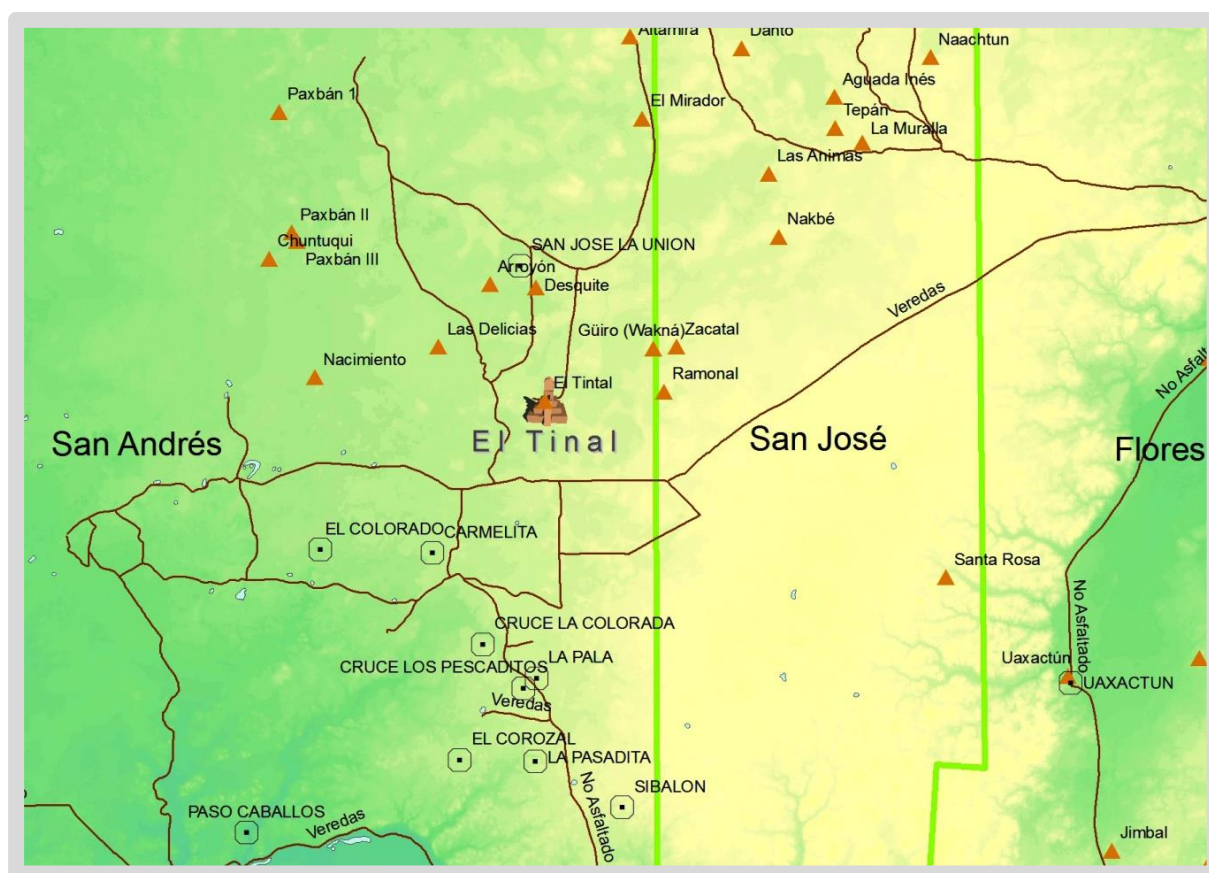 Altamira
Danto
Naachtun
Paxbán 1
Aguada Inés
El Mirador
Tepán
La Muralla
Las Animas
Paxbán II
Chuntuqui
Paxbán III
SAN JOSE LA UNION
Nakbé
Arroyón
Desquite
Veredas
Las Delicias
Güiro (Wakná)
Zacatal
Nacimiento
El Tintal
Ramonal
No Asfal
San Andrés
El Tinal
San José
Flores
EL COLORADO
CARMELITA
Santa Rosa
No Asfaltado
CRUCE LA COLORADA
CRUCE LOS PESCADITOS
LA PALA
Uaxactún
UAXACTUN
Veredas
EL COROZAL
LA PASADITA
No Asfaltado
SIBALON
PASO CABALLOS
Veredas
Jimbal